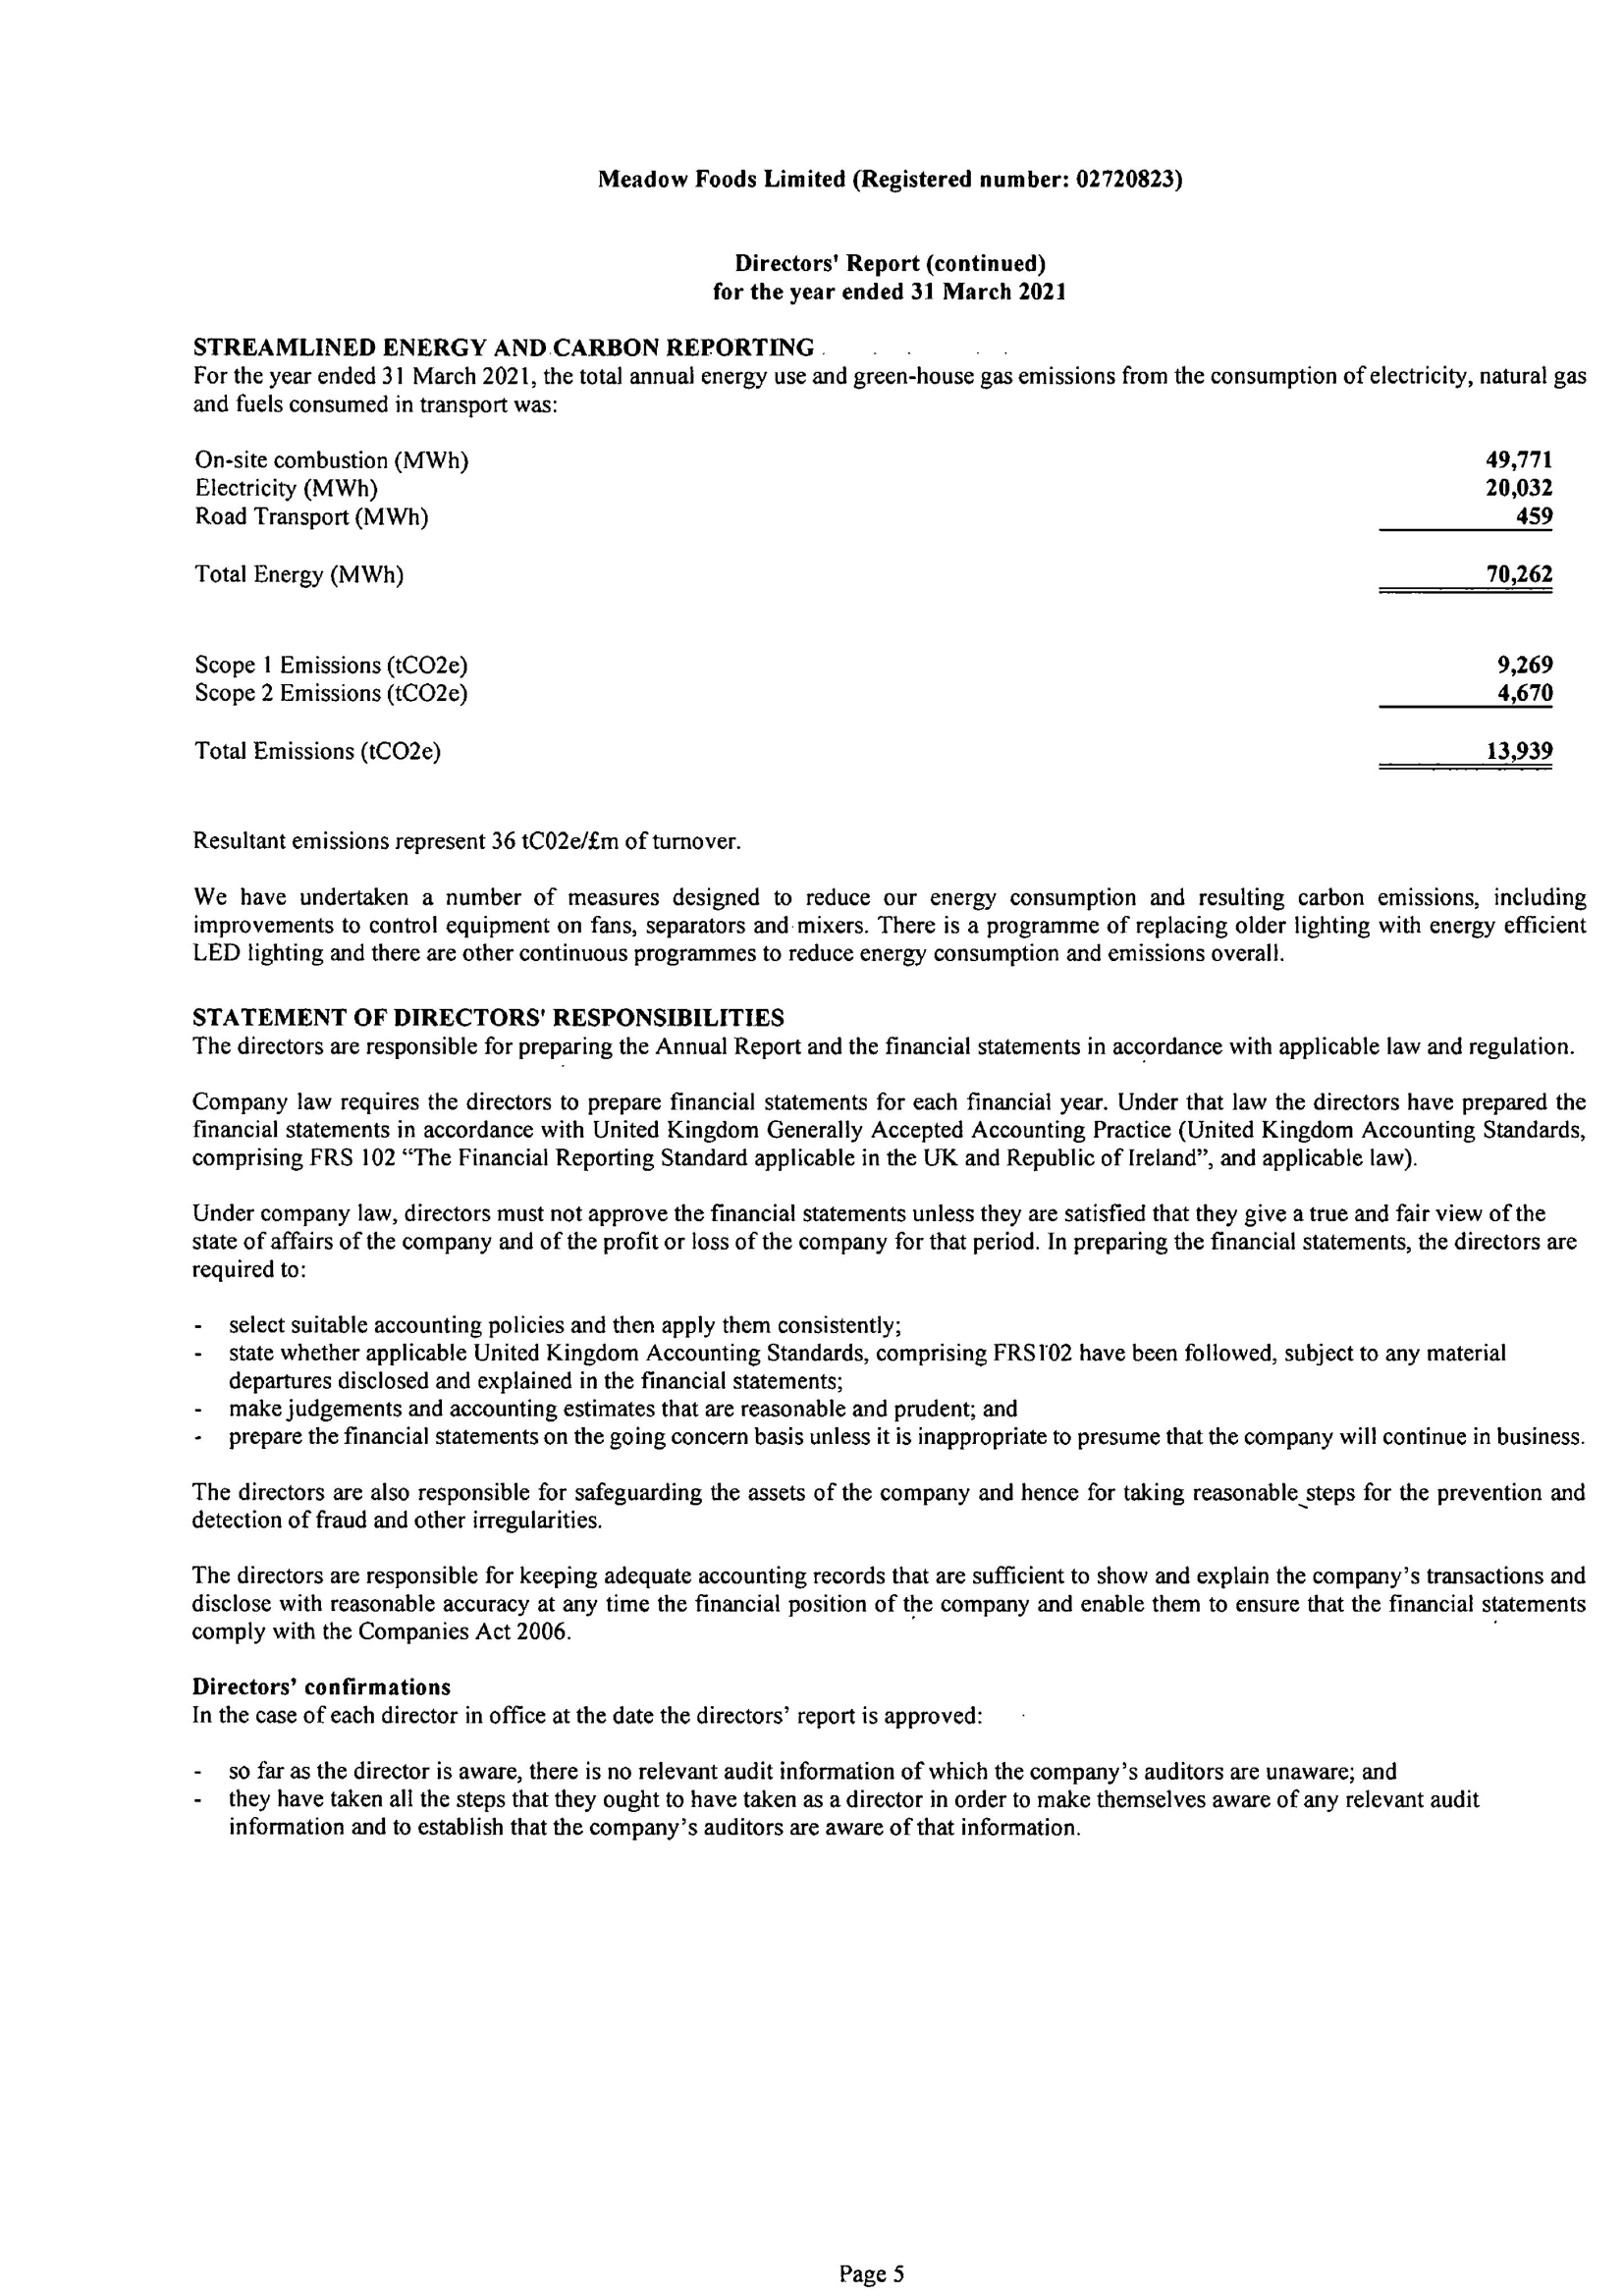 Meadow Foods Limited (Registered number: 02720823)
Directors' Report (continued)
for the year ended 31 March 2021
STREAMLINED ENERGY AND CARBON REPORTING
For the year ended 31 March 2021, the total annual energy use and green-house gas emissions from the consumption of electricity, natural gas
and fuels consumed in transport was:
On-site combustion (MWh) 49,771
Electricity (MWh) 20,032
Road Transport (MWh) 459
Total Energy (MWh) 70,262
Scope 1 Emissions (tCO2e) 9,269
Scope 2 Emissions (tCO2e) 4,670
Total Emissions (tCO2e) 13,939
Resultant emissions represent 36 tC02e/£m of turnover.
We have undertaken a number of measures designed to reduce our energy consumption and resulting carbon emissions, including
improvements to control equipment on fans, separators and mixers. There is a programme of replacing older lighting with energy efficient
LED lighting and there are other continuous programmes to reduce energy consumption and emissions overall.
STATEMENT OF DIRECTORS' RESPONSIBILITIES
The directors are responsible for preparing the Annual Report and the financial statements in accordance with applicable law and regulation.
Company law requires the directors to prepare financial statements for each financial year. Under that law the directors have prepared the
financial statements in accordance with United Kingdom Generally Accepted Accounting Practice (United Kingdom Accounting Standards,
comprising FRS 102 “The Financial Reporting Standard applicable in the UK and Republic of Ireland”, and applicable law).
Under company law, directors must not approve the financial statements unless they are satisfied that they give a true and fair view of the
state of affairs of the company and of the profit or loss of the company for that period. In preparing the financial statements, the directors are
required to:
- select suitable accounting policies and then apply them consistently;
- state whether applicable United Kingdom Accounting Standards, comprising FRS102 have been followed, subject to any material
departures disclosed and explained in the financial statements;
- make judgements and accounting estimates that are reasonable and prudent; and
- prepare the financial statements on the going concern basis unless it is inappropriate to presume that the company will continue in business.
The directors are also responsible for safeguarding the assets of the company and hence for taking reasonable steps for the prevention and
detection of fraud and other irregularities.
The directors are responsible for keeping adequate accounting records that are sufficient to show and explain the company’s transactions and
disclose with reasonable accuracy at any time the financial position of the company and enable them to ensure that the financial statements
comply with the Companies Act 2006.
Directors’ confirmations
In the case of each director in office at the date the directors’ report is approved:
- so far as the director is aware, there is no relevant audit information of which the company’s auditors are unaware; and
- they have taken all the steps that they ought to have taken as a director in order to make themselves aware of any relevant audit
information and to establish that the company’s auditors are aware of that information.
Page 5